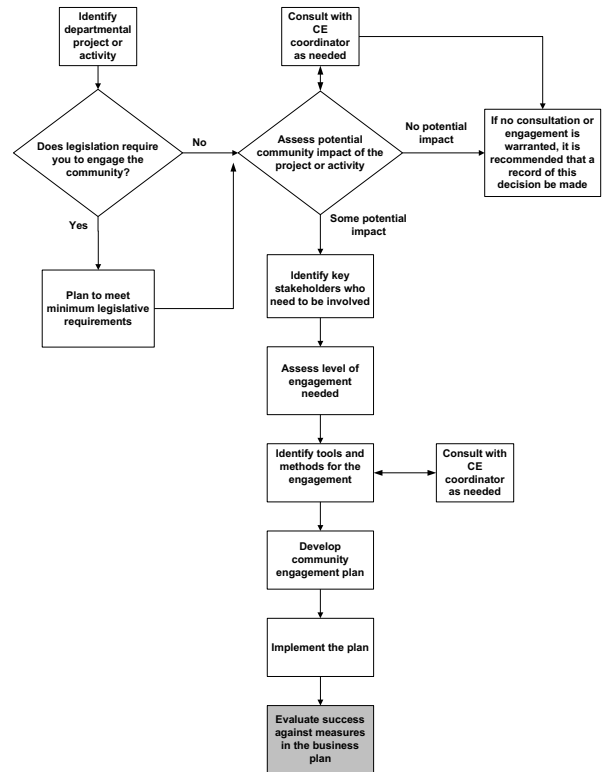 Identify
departmental
project or
activity
Consult with
CE
coordinator
as needed
Does legislation require
you to engage the
community?
No
Assess potential
community impact of the
project or activity
No potential
impact
If no consultation or
engagement is
warranted, it is
recommended that a
record of this
decision be made
Yes
Some potential
impact
Plan to meet
minimum legislative
requirements
Identify key
stakeholders who
need to be involved
Assess level of
engagement
needed
Identify tools and
methods for the
engagement
Consult with
CE
coordinator
as needed
Develop
community
engagement plan
Implement the plan
Evaluate success
against measures
in the business
plan